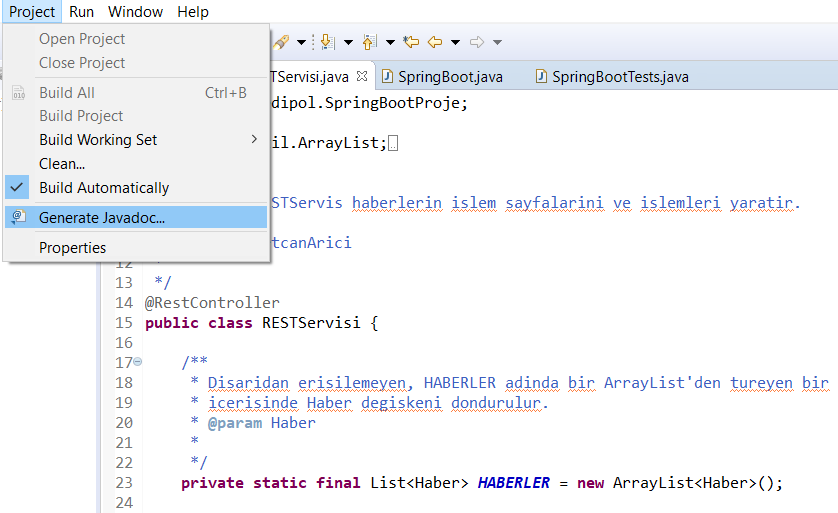 Project Run Window Help
Open Project
Close Project
Build All Ctrl+B
Build Project
Build Working Set
Clean...
Build Automatically
Generate Javadoc...
Properties
TServisi.java SpringBoot.java SpringBootTests.java
dipol.SpringBootProje;
il.ArrayList;
STServis haberlerin islem sayfalarini ve islemleri yaratir.
tcanArici
12
13 */
14 @RestController
15 public class RESTServisi {
16
17 /**
18 * Disaridan erisilemeyen, HABERLER adinda bir ArrayList'den tureyen bir
19 * icerisinde Haber degiskeni dondurulur.
20 * @param Haber
21 *
22 */
23 private static final List<Haber> HABERLER = new ArrayList<Haber>();
24